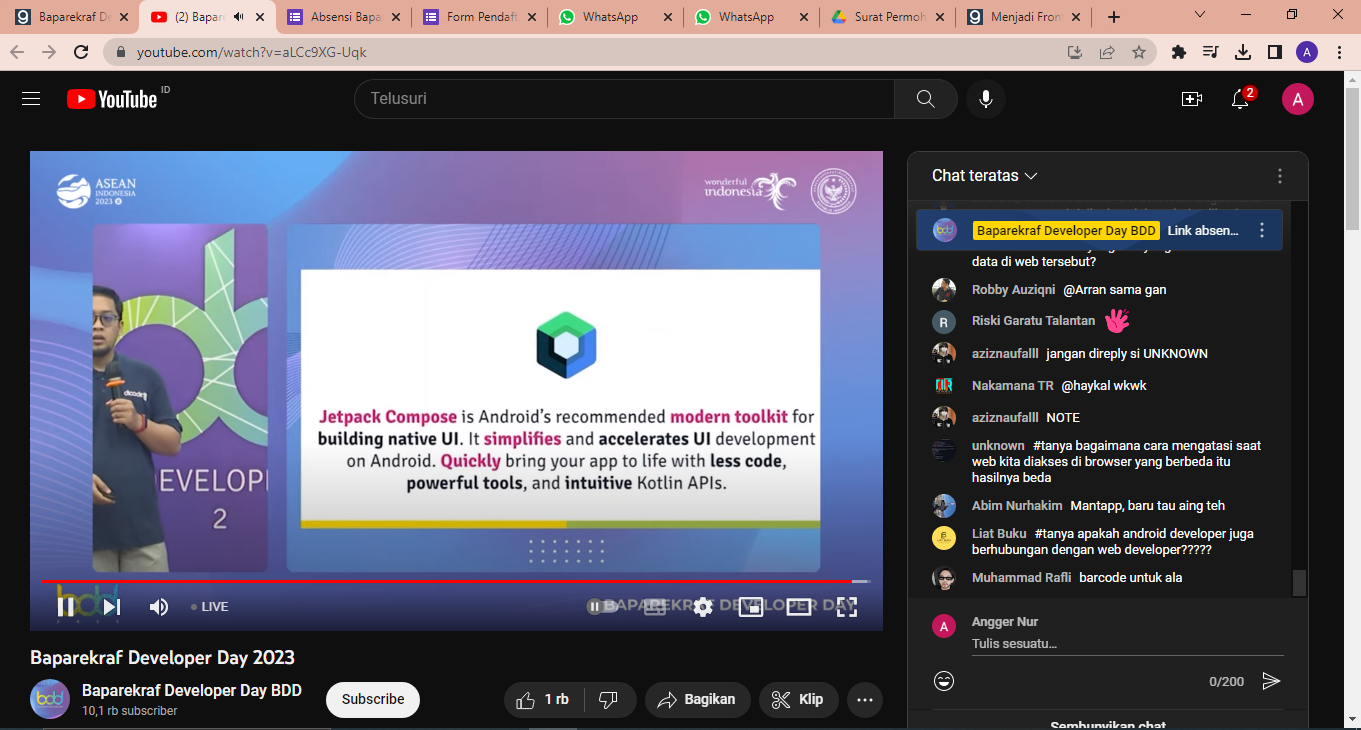 Baparekraf De
(2) Bapar
Absensi Bapa
Form Pendaft
WhatsApp
WhatsApp
Surat Permoh
Menjadi Fron
youtube.com/watch?v=aLCc9XG-Uqk
A
YouTube ID
Telusuri
2
A
ASEAN
INDONESIA
2023
wonderful
indonesia
dicoding
EVELOP
2
Jetpack Compose is Android's recommended modern toolkit for
building native UI. It simplifies and accelerates UI development
on Android. Quickly bring your app to life with less code,
powerful tools, and intuitive Kotlin APIs.
bdd
LIVE
BAPAREKRAF DEVELOPER DAY
Baparekraf Developer Day 2023
bdd
Baparekraf Developer Day BDD
10,1 rb subscriber
Subscribe
1 rb
Bagikan
Klip
Chat teratas
Baparekraf Developer Day BDD Link absen...
data di web tersebut?
Robby Auziqni @Arran sama gan
R Riski Garatu Talantan
aziznaufalll jangan direply si UNKNOWN
Nakamana TR @haykal wkwk
aziznaufalll NOTE
unknown #tanya bagaimana cara mengatasi saat
web kita diakses di browser yang berbeda itu
hasilnya beda
Abim Nurhakim Mantapp, baru tau aing teh
Liat Buku #tanya apakah android developer juga
berhubungan dengan web developer?????
Muhammad Rafli barcode untuk ala
A Angger Nur
Tulis sesuatu...
0/200
Sembunyikan chat